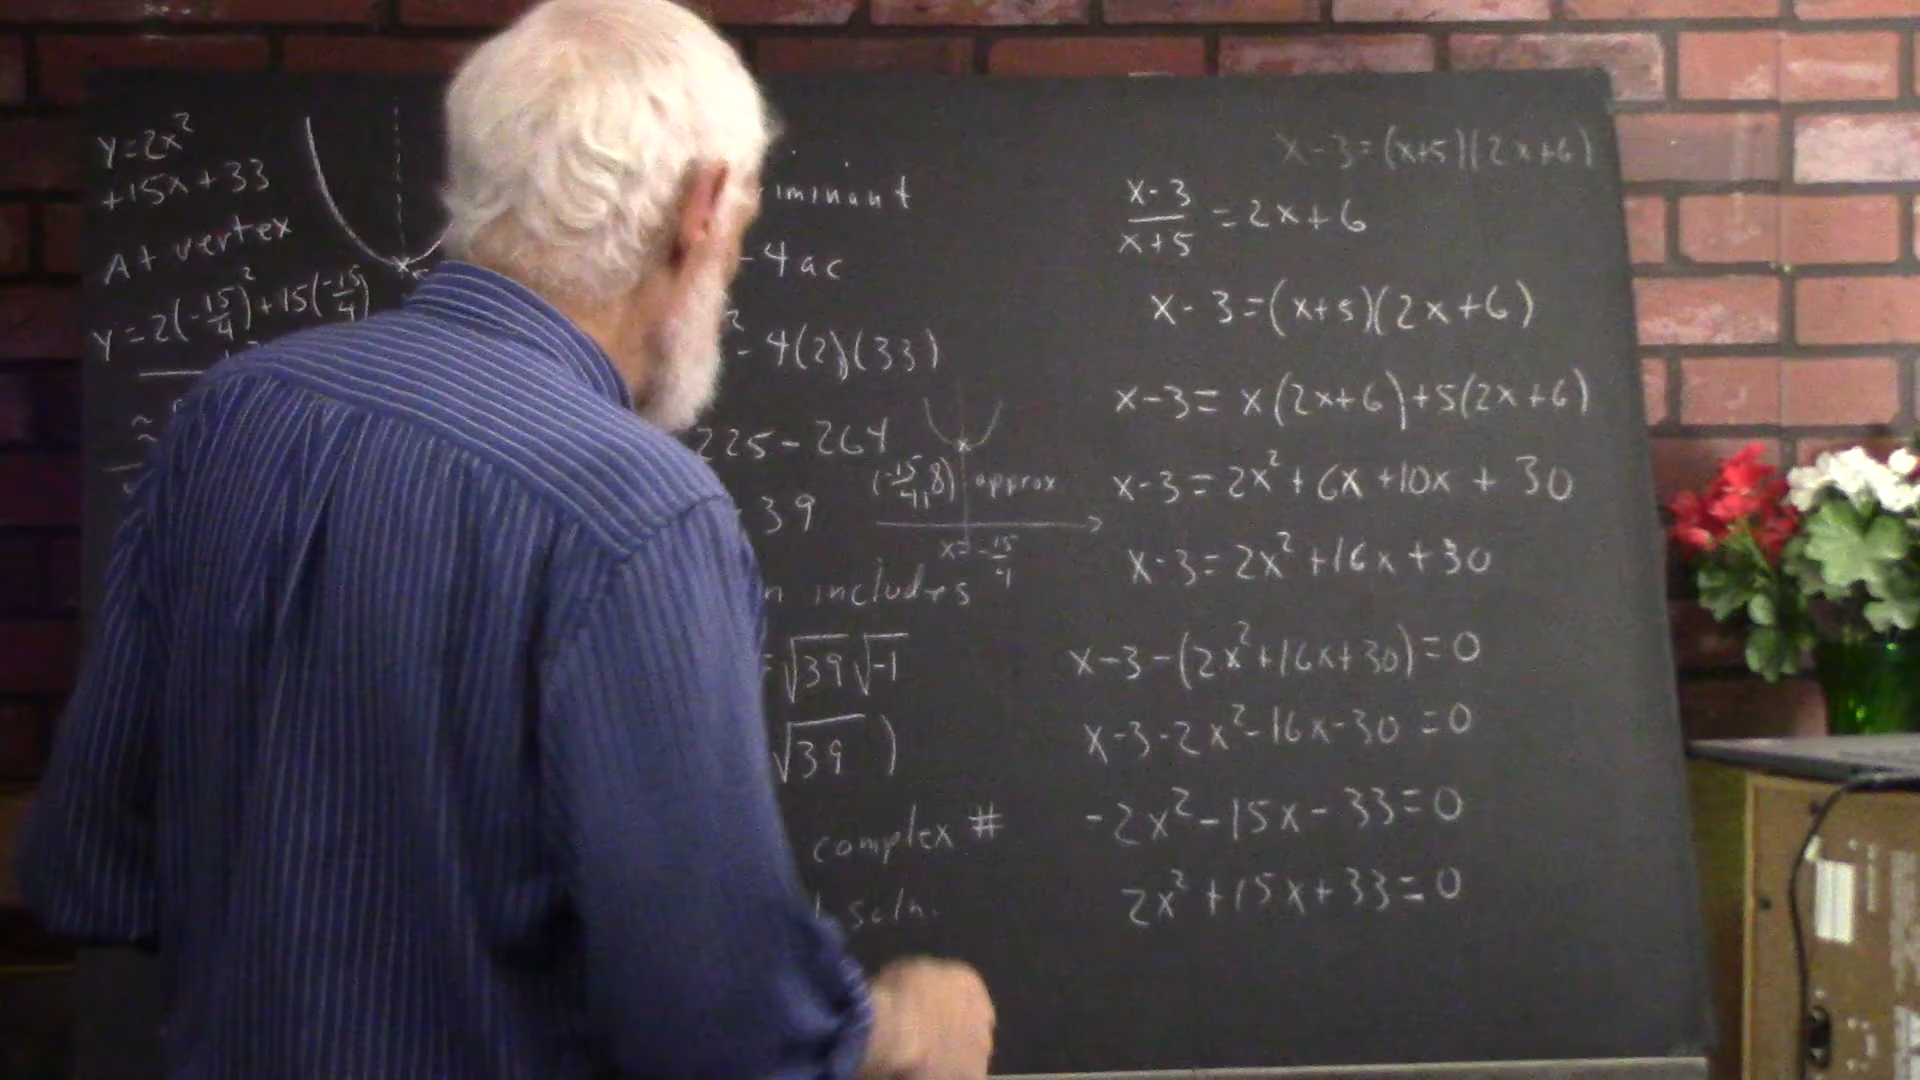 y=2x²
+15x+33
At vertex
y=2(-15/4)²+15(-15/4)
≈
iminant
-4ac
² - 4(2)(33)
225-264
39
(-15/4, 8) approx
x=-15/4
n includes
=√39√-1
√39 )
complex #
soln.
x-3=(x+5)(2x+6)
x-3/x+5 = 2x+6
x-3=(x+5)(2x+6)
x-3= x(2x+6)+5(2x+6)
x-3=2x²+6x+10x+30
x-3=2x²+16x+30
x-3-(2x²+16x+30)=0
x-3-2x²-16x-30=0
-2x²-15x-33=0
2x²+15x+33=0